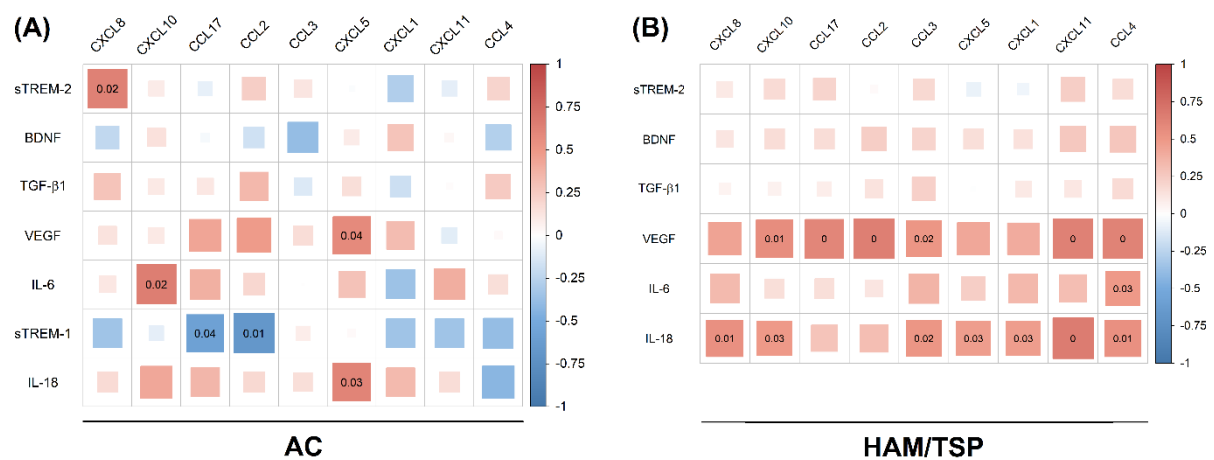 (A)
CXCL8 CXCL10 CCL17 CCL2 CCL3 CXCL5 CXCL1 CXCL11 CCL4
sTREM-2 0.02
BDNF
TGF-β1
VEGF 0.04
IL-6 0.02
sTREM-1 0.04 0.01
IL-18 0.03
1
0.75
0.5
0.25
0
-0.25
-0.5
-0.75
-1
AC
(B)
CXCL8 CXCL10 CCL17 CCL2 CCL3 CXCL5 CXCL1 CXCL11 CCL4
sTREM-2
BDNF
TGF-β1
VEGF 0.01 0 0 0.02 0 0
IL-6 0.03
IL-18 0.01 0.03 0.02 0.03 0.03 0 0.01
1
0.75
0.5
0.25
0
-0.25
-0.5
-0.75
-1
HAM/TSP